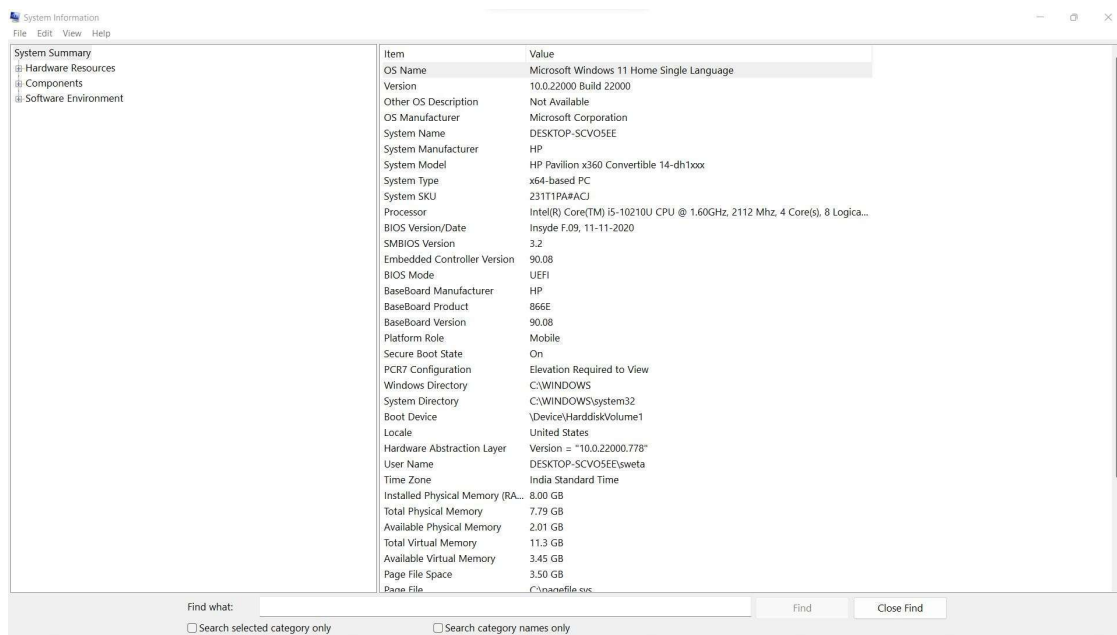 System Information
File Edit View Help
System Summary
Hardware Resources
Components
Software Environment
Item Value
OS Name Microsoft Windows 11 Home Single Language
Version 10.0.22000 Build 22000
Other OS Description Not Available
OS Manufacturer Microsoft Corporation
System Name DESKTOP-SCVO5EE
System Manufacturer HP
System Model HP Pavilion x360 Convertible 14-dh1xxx
System Type x64-based PC
System SKU 231T1PA#ACJ
Processor Intel(R) Core(TM) i5-10210U CPU @ 1.60GHz, 2112 Mhz, 4 Core(s), 8 Logica...
BIOS Version/Date Insyde F.09, 11-11-2020
SMBIOS Version 3.2
Embedded Controller Version 90.08
BIOS Mode UEFI
BaseBoard Manufacturer HP
BaseBoard Product 866E
BaseBoard Version 90.08
Platform Role Mobile
Secure Boot State On
PCR7 Configuration Elevation Required to View
Windows Directory C:\WINDOWS
System Directory C:\WINDOWS\system32
Boot Device \Device\HarddiskVolume1
Locale United States
Hardware Abstraction Layer Version = "10.0.22000.778"
User Name DESKTOP-SCVO5EE\sweta
Time Zone India Standard Time
Installed Physical Memory (RA... 8.00 GB
Total Physical Memory 7.79 GB
Available Physical Memory 2.01 GB
Total Virtual Memory 11.3 GB
Available Virtual Memory 3.45 GB
Page File Space 3.50 GB
Page File C:\pagefile.sys
Find what: Find Close Find
Search selected category only Search category names only